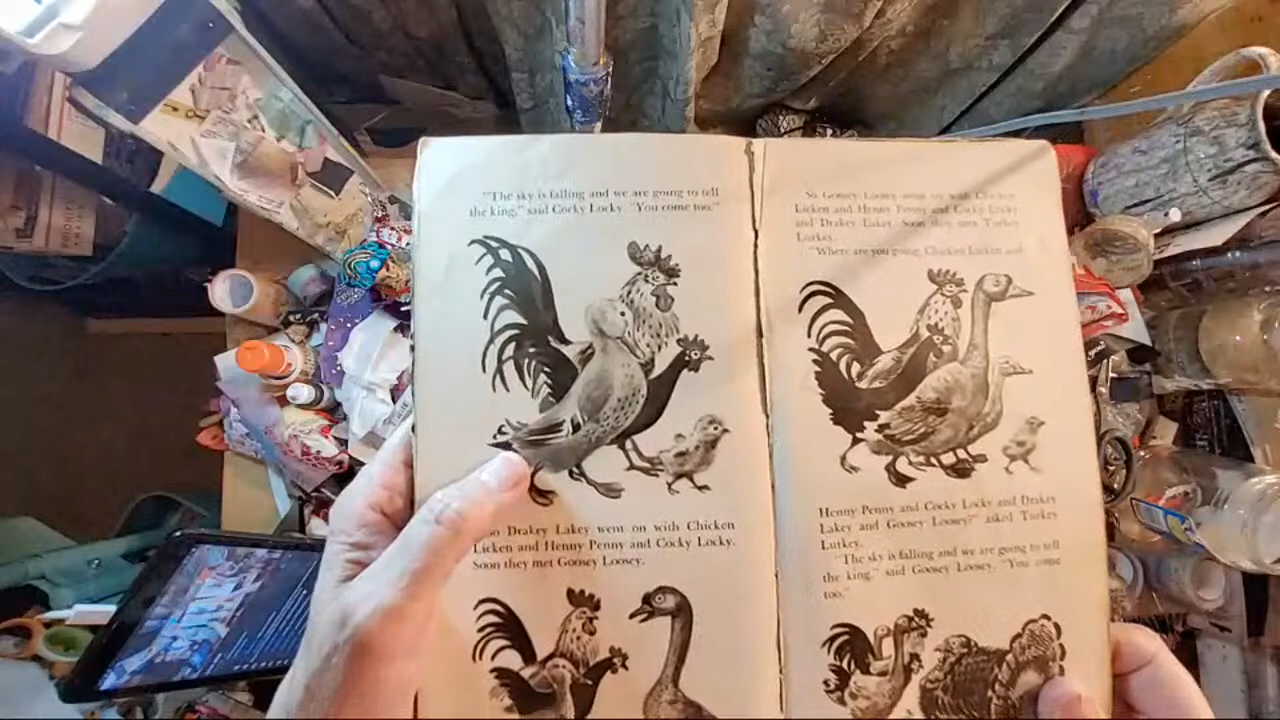 "The sky is falling and we are going to tell
the king," said Cocky Locky. "You come too."
So Drakey Lakey went on with Chicken
Licken and Henny Penny and Cocky Locky.
Soon they met Goosey Loosey.
So Goosey Loosey went on with Chicken
Licken and Henny Penny and Cocky Locky
and Drakey Lakey. Soon they met Turkey
Lurkey.
"Where are you going, Chicken Licken and
Henny Penny and Cocky Locky and Drakey
Lakey and Goosey Loosey?" asked Turkey
Lurkey.
"The sky is falling and we are going to tell
the king," said Goosey Loosey. "You come
too."